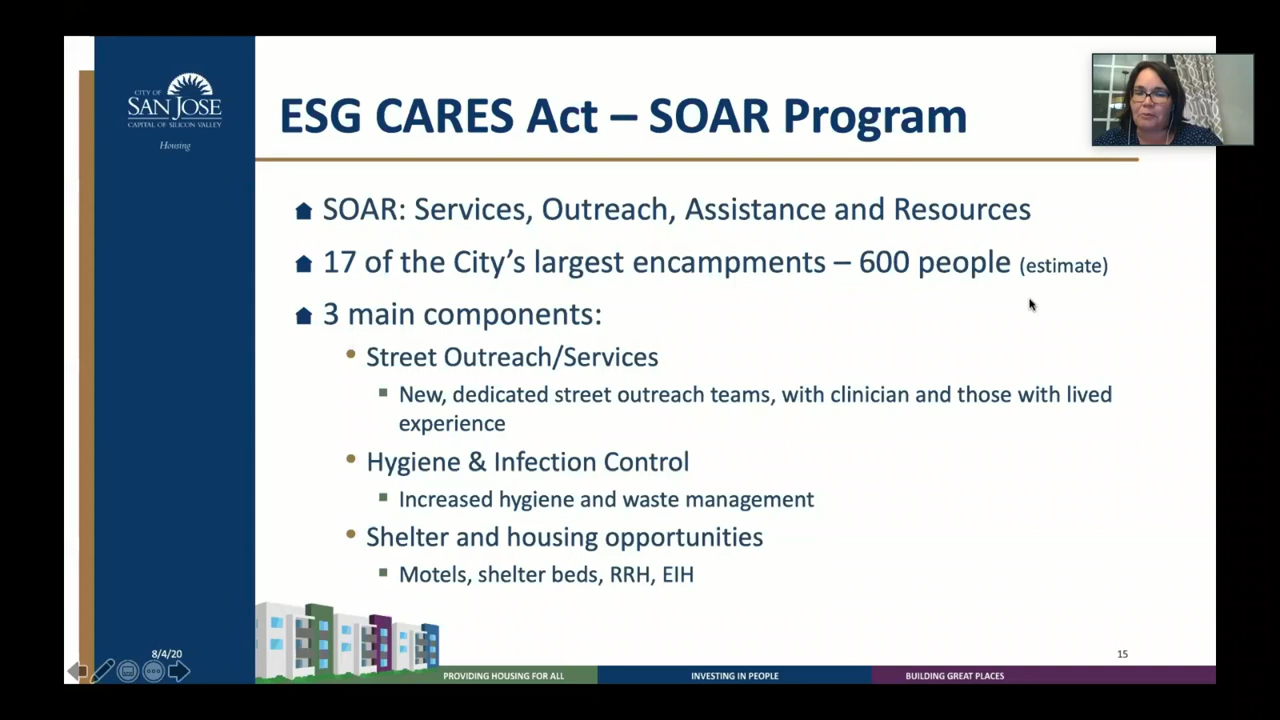 CITY OF
SAN JOSE
CAPITAL OF SILICON VALLEY
Housing
ESG CARES Act – SOAR Program
SOAR: Services, Outreach, Assistance and Resources
17 of the City's largest encampments – 600 people (estimate)
3 main components:
Street Outreach/Services
New, dedicated street outreach teams, with clinician and those with lived
experience
Hygiene & Infection Control
Increased hygiene and waste management
Shelter and housing opportunities
Motels, shelter beds, RRH, EIH
8/4/20
15
PROVIDING HOUSING FOR ALL
INVESTING IN PEOPLE
BUILDING GREAT PLACES